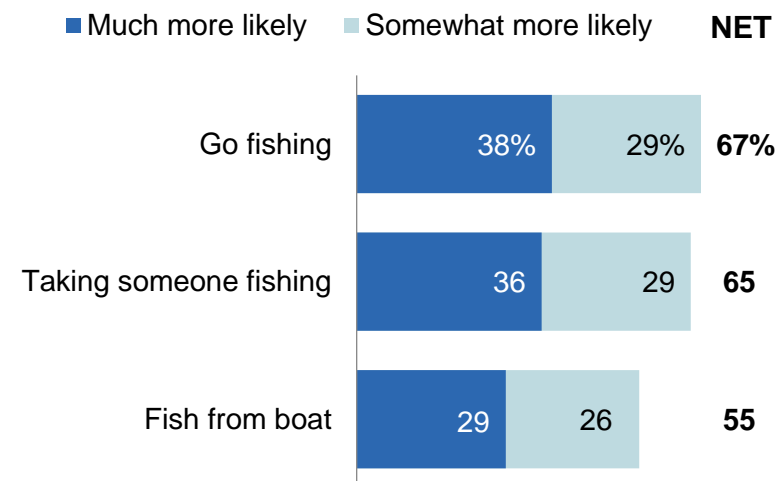 Much more likely Somewhat more likely NET
Go fishing 38% 29% 67%
Taking someone fishing 36 29 65
Fish from boat 29 26 55